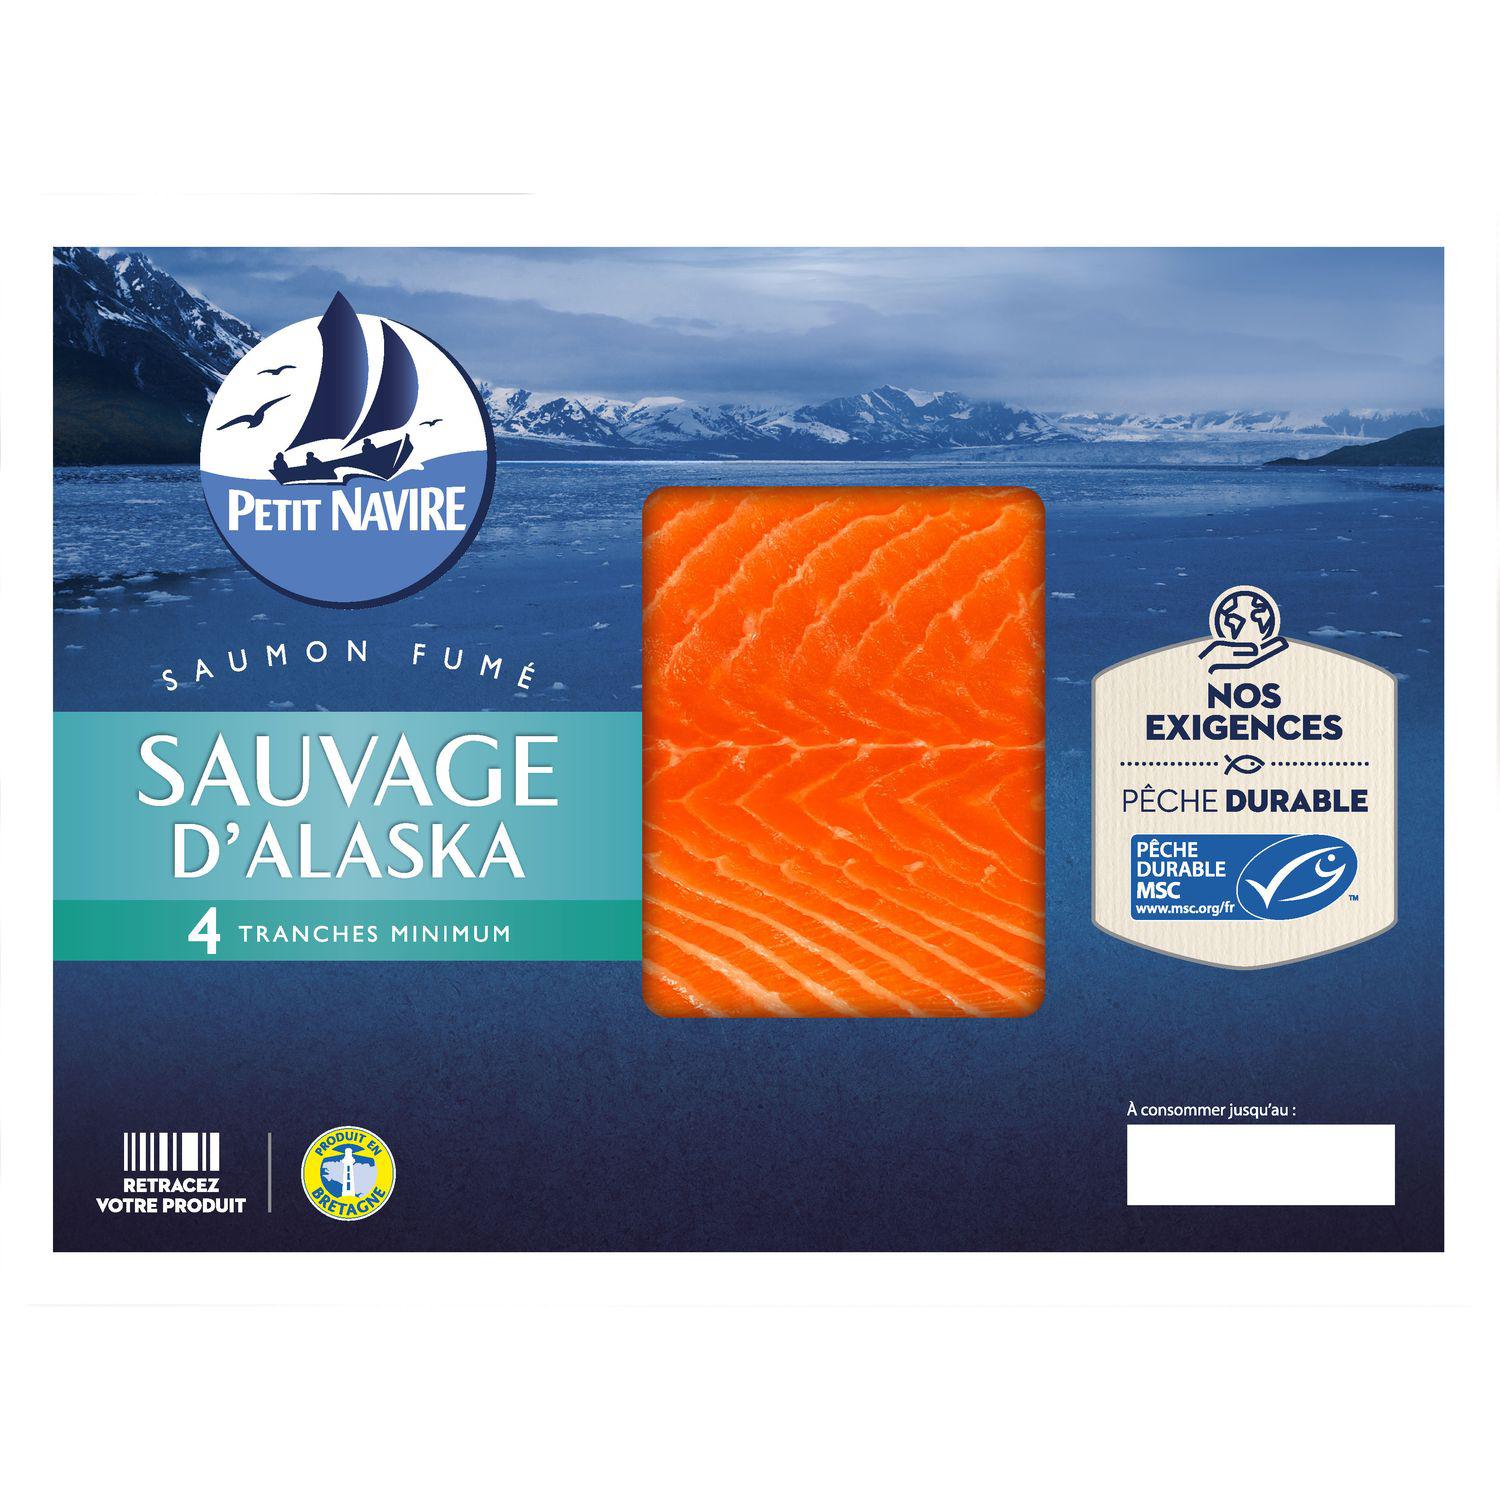 PETIT NAVIRE
SAUMON FUMÉ
SAUVAGE
D'ALASKA
4 TRANCHES MINIMUM
NOS
EXIGENCES
PÊCHE DURABLE
PÊCHE
DURABLE
MSC
www.msc.org/fr
TM
À consommer jusqu'au :
RETRACEZ
VOTRE PRODUIT
PRODUIT EN
BRETAGNE